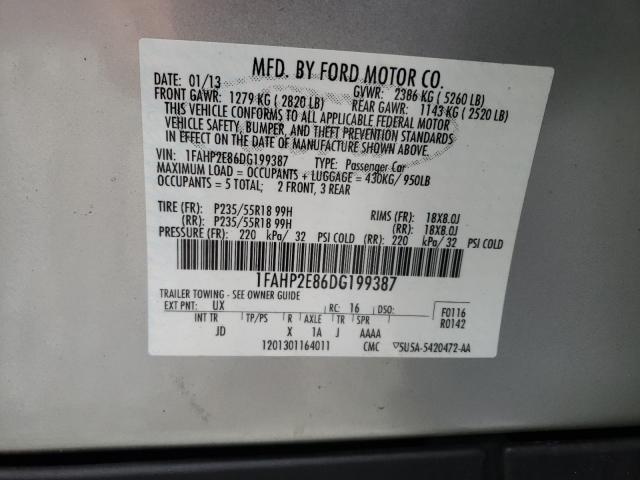 MFD. BY FORD MOTOR CO.
DATE: 01/13 GVWR: 2386 KG ( 5260 LB)
FRONT GAWR: 1279 KG ( 2820 LB) REAR GAWR: 1143 KG ( 2520 LB)
THIS VEHICLE CONFORMS TO ALL APPLICABLE FEDERAL MOTOR
VEHICLE SAFETY, BUMPER, AND THEFT PREVENTION STANDARDS
IN EFFECT ON THE DATE OF MANUFACTURE SHOWN ABOVE.
VIN: 1FAHP2E86DG199387 TYPE: Passenger Car
MAXIMUM LOAD = OCCUPANTS + LUGGAGE = 430KG/ 950LB
OCCUPANTS = 5 TOTAL; 2 FRONT, 3 REAR
TIRE (FR): P235/55R18 99H RIMS (FR): 18X8.0J
(RR): P235/55R18 99H (RR): 18X8.0J
PRESSURE (FR): 220 kPa/ 32 PSI COLD (RR): 220 kPa/ 32 PSI COLD
1FAHP2E86DG199387
TRAILER TOWING - SEE OWNER GUIDE
EXT PNT: UX RC: 16 DSO: F0116
INT TR TP/PS R AXLE TR SPR R0142
JD X 1A J AAAA
1201301164011 CMC ▽5U5A-5420472-AA